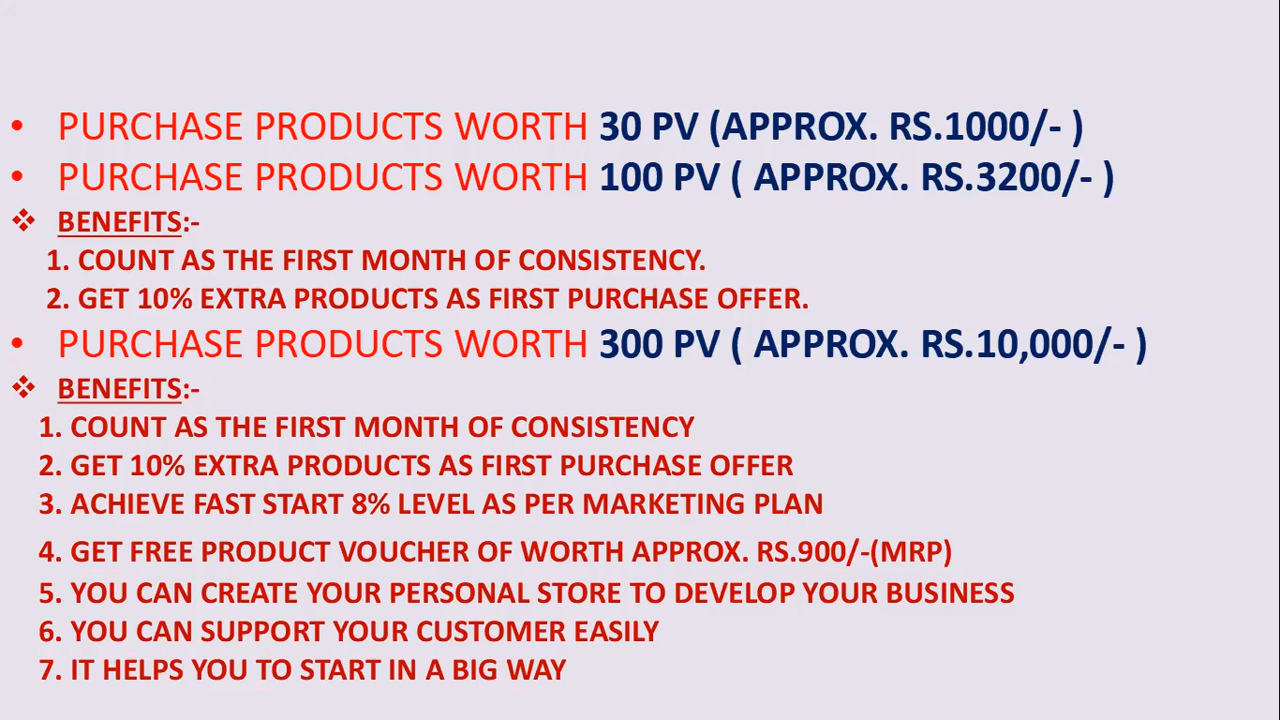 • PURCHASE PRODUCTS WORTH 30 PV (APPROX. RS.1000/- )
• PURCHASE PRODUCTS WORTH 100 PV ( APPROX. RS.3200/- )
❖ BENEFITS:-
1. COUNT AS THE FIRST MONTH OF CONSISTENCY.
2. GET 10% EXTRA PRODUCTS AS FIRST PURCHASE OFFER.
• PURCHASE PRODUCTS WORTH 300 PV ( APPROX. RS.10,000/- )
❖ BENEFITS:-
1. COUNT AS THE FIRST MONTH OF CONSISTENCY
2. GET 10% EXTRA PRODUCTS AS FIRST PURCHASE OFFER
3. ACHIEVE FAST START 8% LEVEL AS PER MARKETING PLAN
4. GET FREE PRODUCT VOUCHER OF WORTH APPROX. RS.900/-(MRP)
5. YOU CAN CREATE YOUR PERSONAL STORE TO DEVELOP YOUR BUSINESS
6. YOU CAN SUPPORT YOUR CUSTOMER EASILY
7. IT HELPS YOU TO START IN A BIG WAY